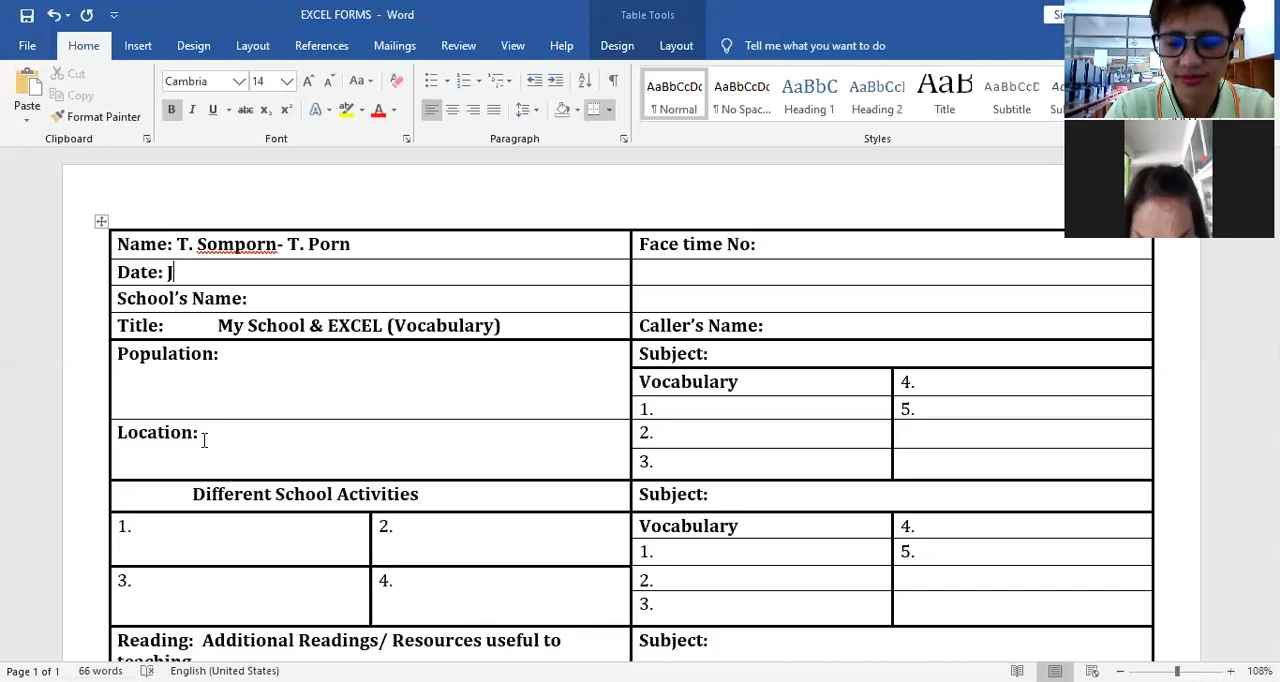 EXCEL FORMS - Word
Table Tools
File
Home
Insert
Design
Layout
References
Mailings
Review
View
Help
Design
Layout
Tell me what you want to do
Paste
Cut
Copy
Format Painter
Clipboard
Cambria
14
Font
Paragraph
AaBbCcDc
¶ Normal
AaBbCcDc
¶ No Spac...
AaBbC
Heading 1
AaBbCcl
Heading 2
AaB
Title
AaBbCcDc
Subtitle
Styles
Name: T. Somporn- T. Porn
Face time No:
Date: J
School's Name:
Title: My School & EXCEL (Vocabulary)
Caller's Name:
Population:
Subject:
Vocabulary
4.
1.
5.
Location:
2.
3.
Different School Activities
Subject:
1.
2.
Vocabulary
4.
1.
5.
3.
4.
2.
3.
Reading: Additional Readings/ Resources useful to
teaching
Subject:
Page 1 of 1
66 words
English (United States)
108%